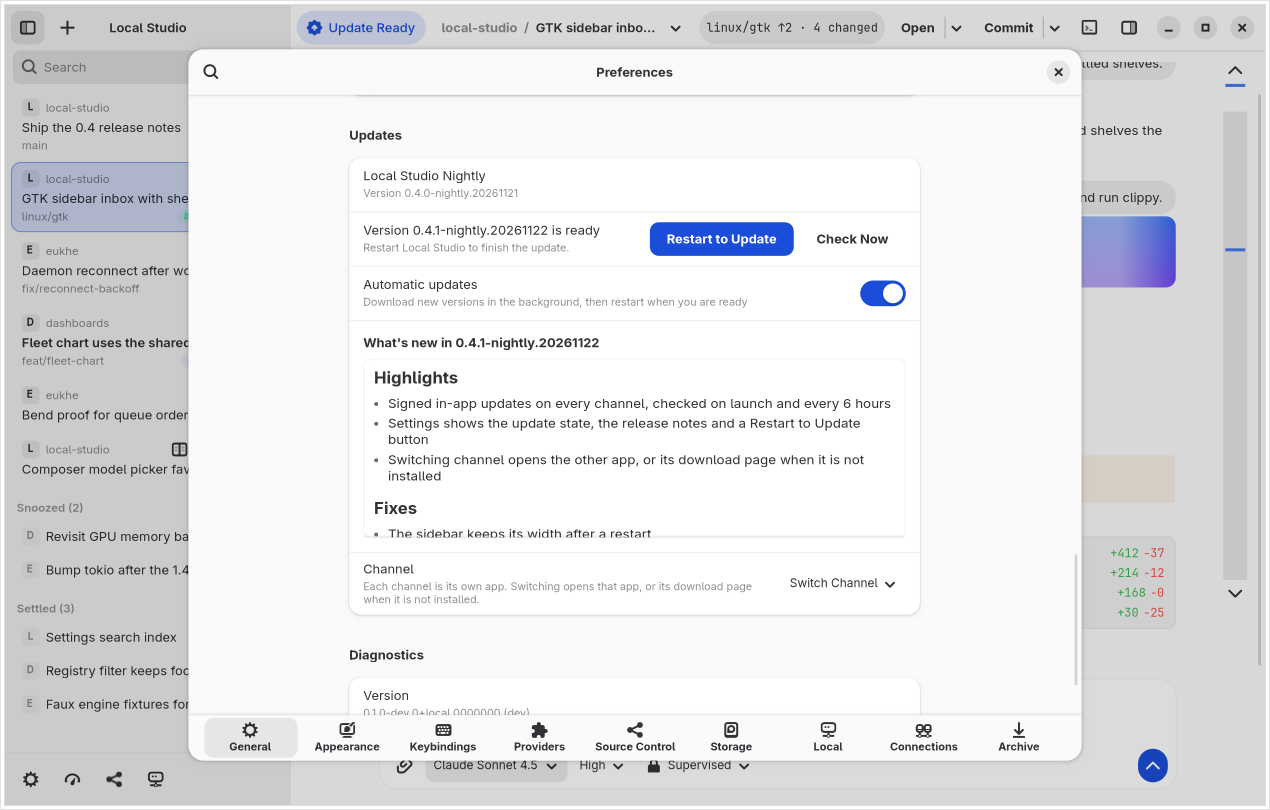 Local Studio
Update Ready
local-studio / GTK sidebar inbo...
linux/gtk ↑2 · 4 changed
Open
Commit
Search
L local-studio
Ship the 0.4 release notes
main
L local-studio
GTK sidebar inbox with she
linux/gtk
E eukhe
Daemon reconnect after wo
fix/reconnect-backoff
D dashboards
Fleet chart uses the shared
feat/fleet-chart
E eukhe
Bend proof for queue order
L local-studio
Composer model picker fav
Snoozed (2)
D Revisit GPU memory ba
E Bump tokio after the 1.4
Settled (3)
L Settings search index
D Registry filter keeps foc
E Faux engine fixtures for
Preferences
Updates
Local Studio Nightly
Version 0.4.0-nightly.20261121
Version 0.4.1-nightly.20261122 is ready
Restart Local Studio to finish the update.
Restart to Update
Check Now
Automatic updates
Download new versions in the background, then restart when you are ready
What's new in 0.4.1-nightly.20261122
Highlights
• Signed in-app updates on every channel, checked on launch and every 6 hours
• Settings shows the update state, the release notes and a Restart to Update
button
• Switching channel opens the other app, or its download page when it is not
installed
Fixes
• The sidebar keeps its width after a restart
Channel
Each channel is its own app. Switching opens that app, or its download page
when it is not installed.
Switch Channel
Diagnostics
Version
0.1.0-dev.0+local.0000000 (dev)
General
Appearance
Keybindings
Providers
Source Control
Storage
Local
Connections
Archive
shelves.
d shelves the
nd run clippy.
+412 -37
+214 -12
+168 -0
+30 -25
Claude Sonnet 4.5
High
Supervised